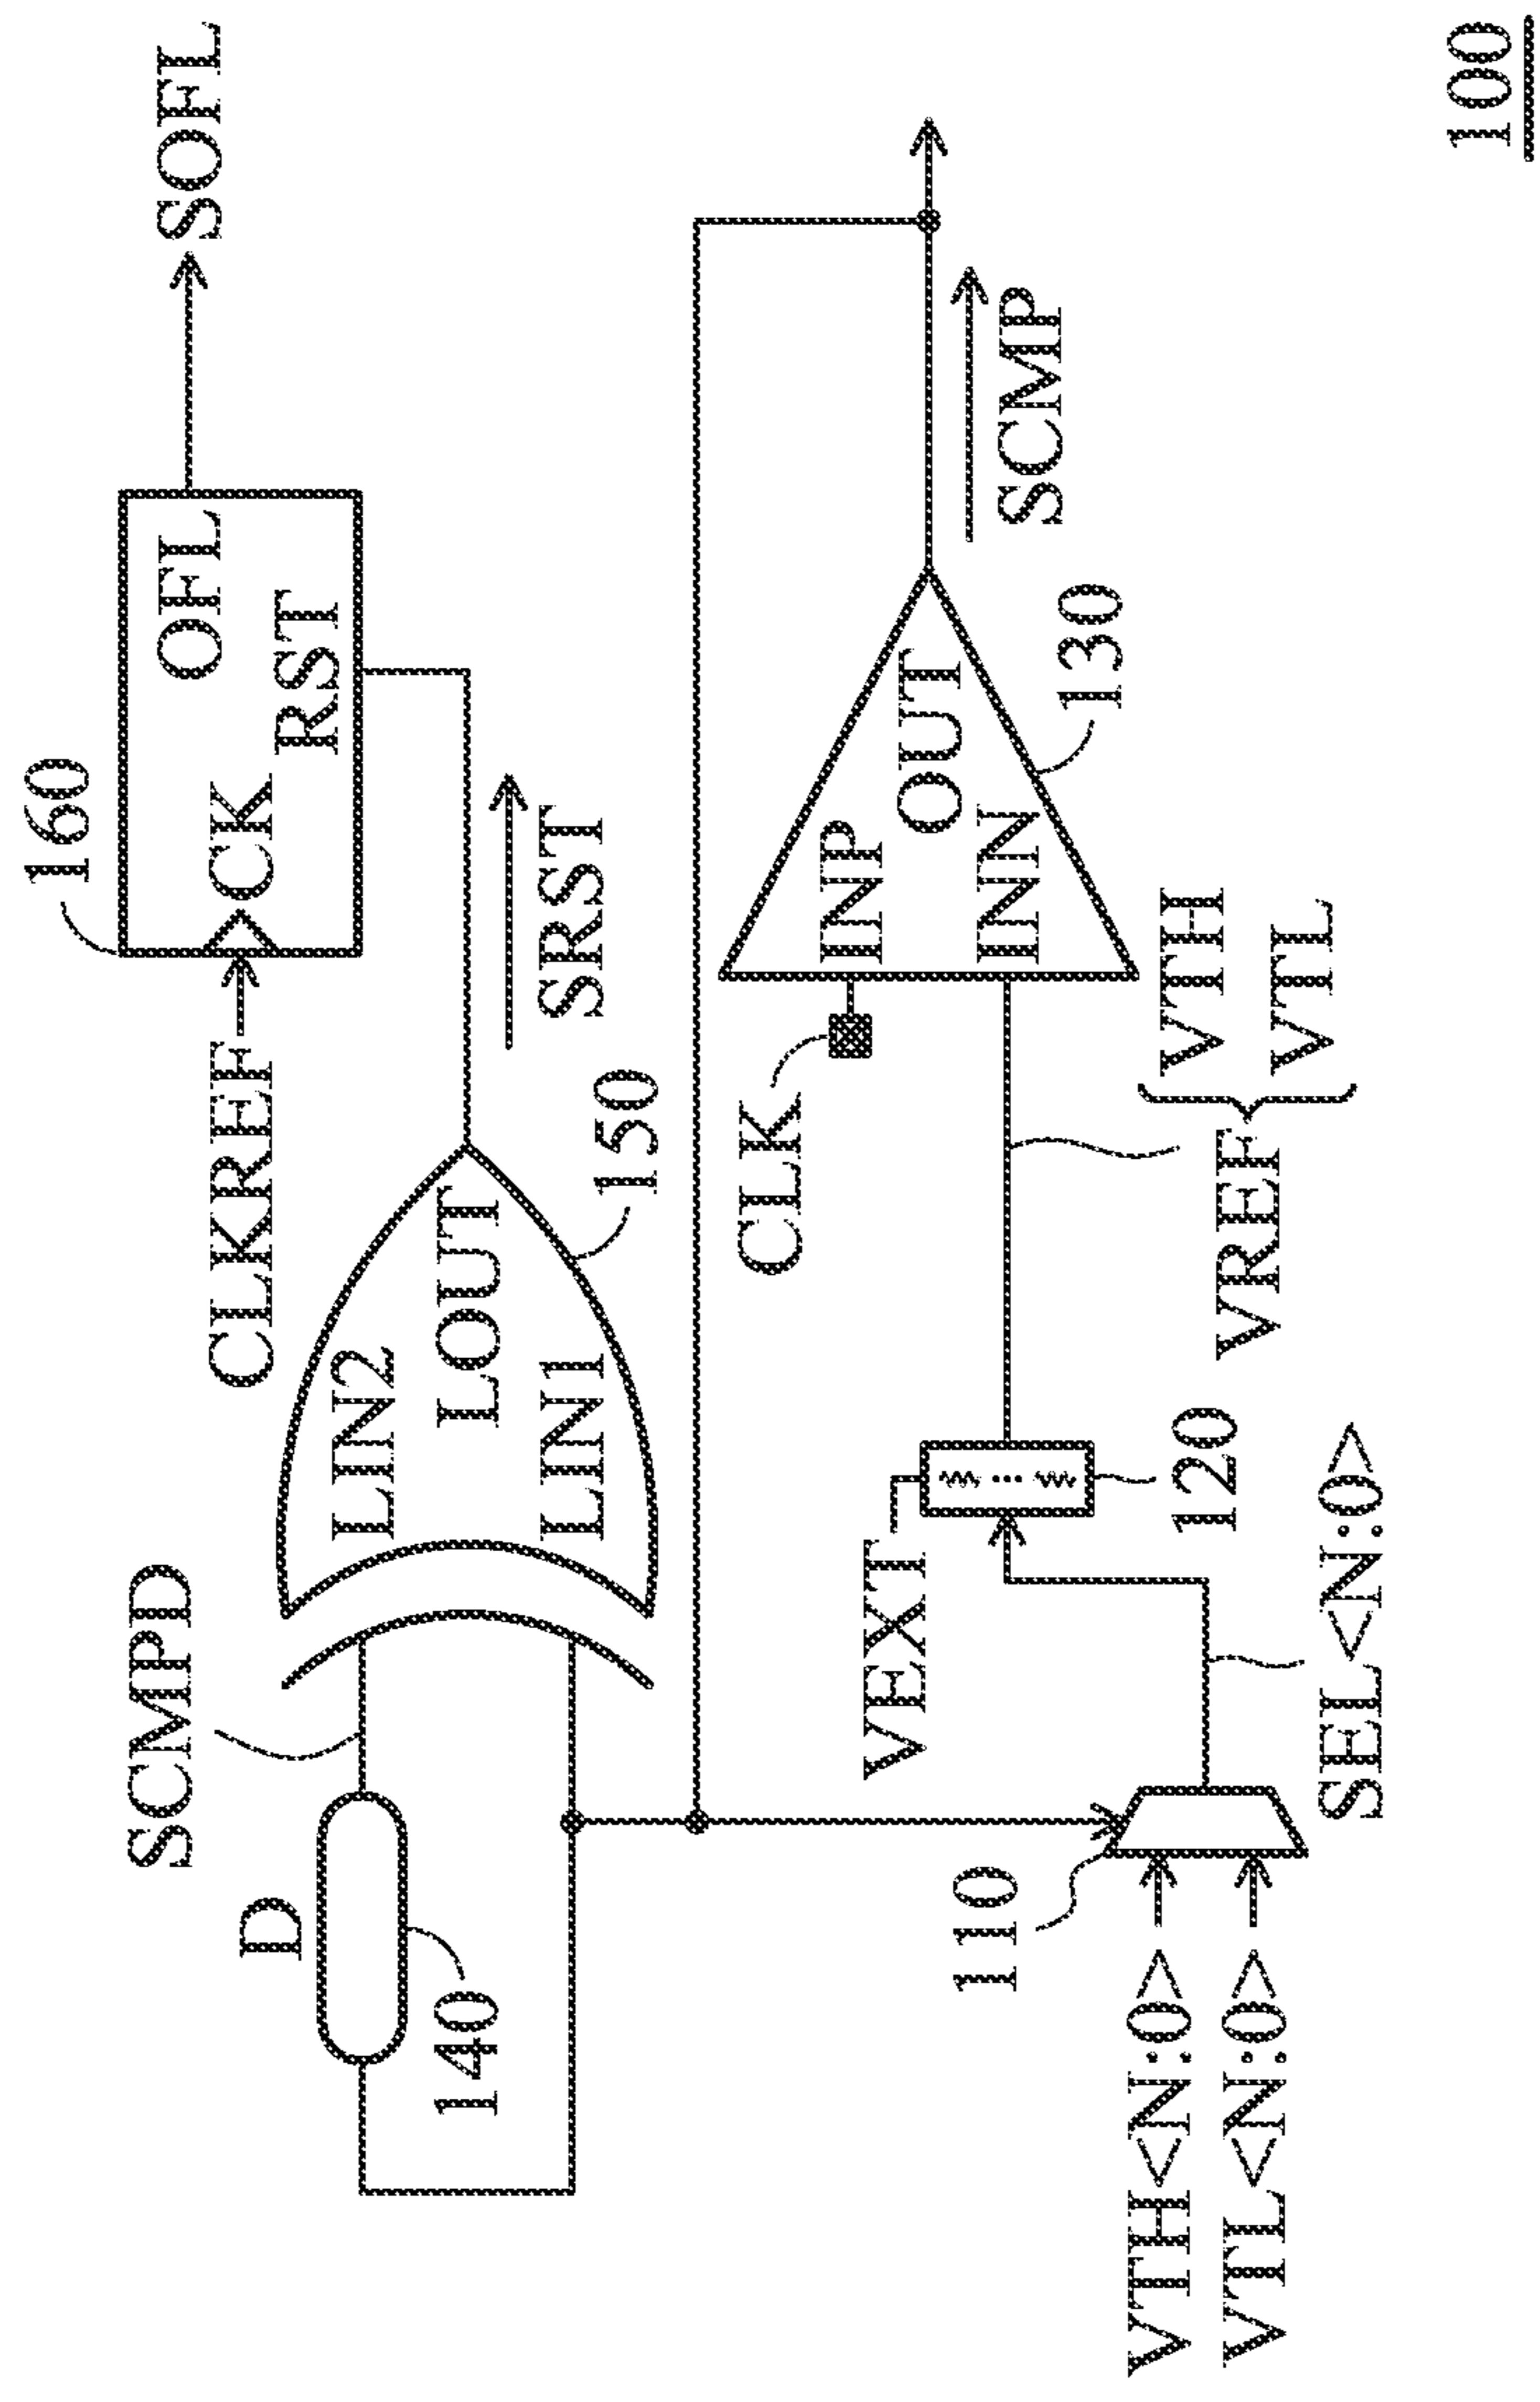 160
CLKREF
CK
OFL
RST
SOFL
SCMPD
D
140
LIN2
LOUT
LIN1
150
SRST
CLK
INP
OUT
INN
130
SCMP
110
VTH<N:0>
VTL<N:0>
SEL<N:0>
VEXT
120
VREF
VTH
VTL
100